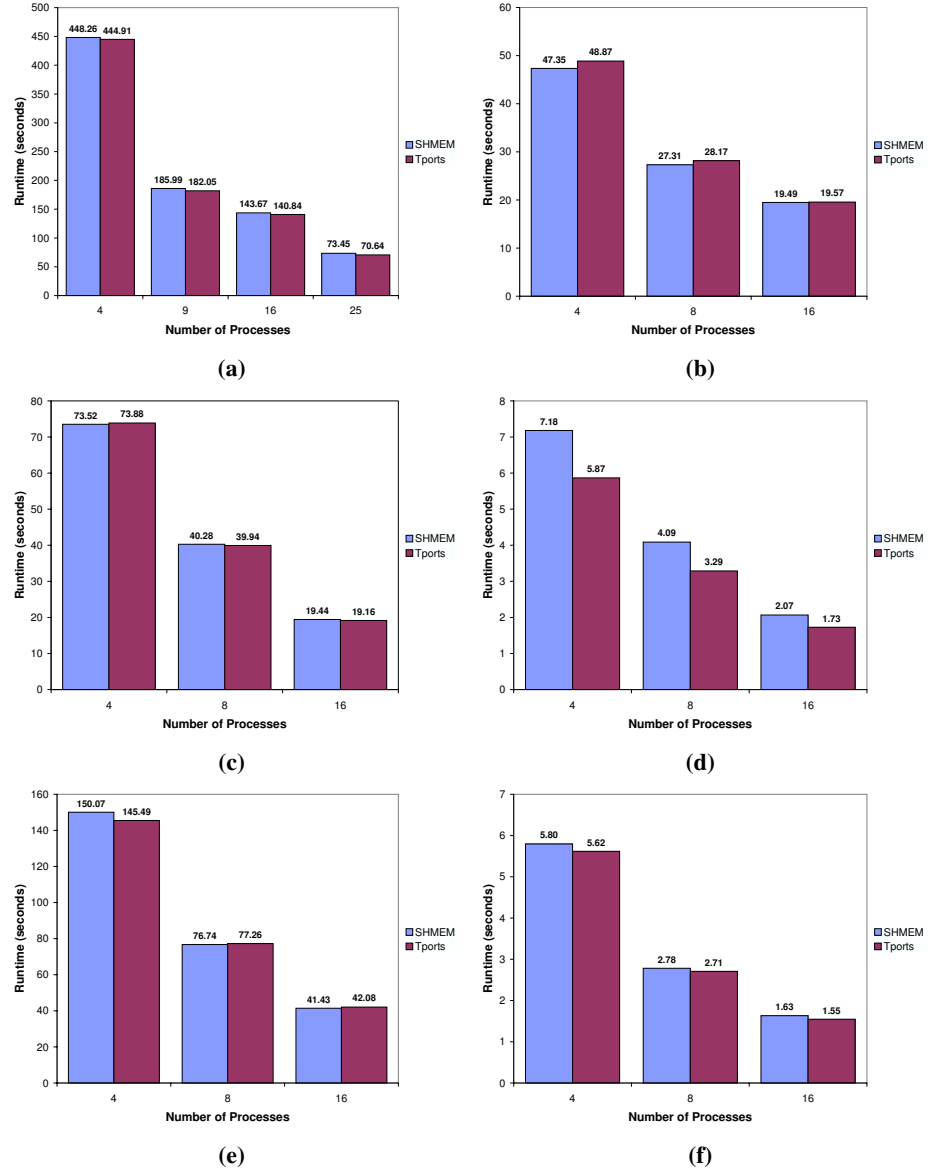 500
450
400
350
300
250
200
150
100
50
0
Runtime (seconds)
448.26 444.91
185.99 182.05
143.67 140.84
73.45 70.64
4 9 16 25
Number of Processes
SHMEM
Tports
(a)
60
50
40
30
20
10
0
Runtime (seconds)
47.35 48.87
27.31 28.17
19.49 19.57
4 8 16
Number of Processes
SHMEM
Tports
(b)
80
70
60
50
40
30
20
10
0
Runtime (seconds)
73.52 73.88
40.28 39.94
19.44 19.16
4 8 16
Number of Processes
SHMEM
Tports
(c)
8
7
6
5
4
3
2
1
0
Runtime (seconds)
7.18 5.87
4.09 3.29
2.07 1.73
4 8 16
Number of Processes
SHMEM
Tports
(d)
160
140
120
100
80
60
40
20
0
Runtime (seconds)
150.07 145.49
76.74 77.26
41.43 42.08
4 8 16
Number of Processes
SHMEM
Tports
(e)
7
6
5
4
3
2
1
0
Runtime (seconds)
5.80 5.62
2.78 2.71
1.63 1.55
4 8 16
Number of Processes
SHMEM
Tports
(f)